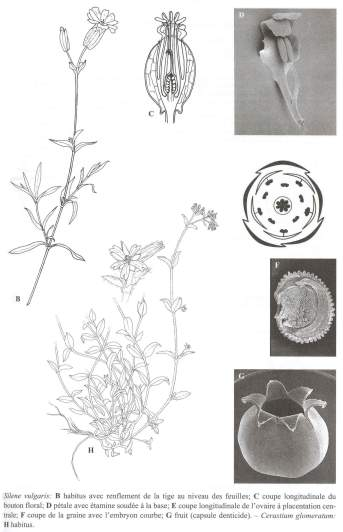 D
C
B
F
G
H
Silene vulgaris: B habitus avec renflement de la tige au niveau des feuilles; C coupe longitudinale du
bouton floral; D pétale avec étamine soudée à la base; E coupe longitudinale de l'ovaire à placentation cen-
trale; F coupe de la graine avec l'embryon courbe; G fruit (capsule denticide). – Cerastium glomeratum:
H habitus.